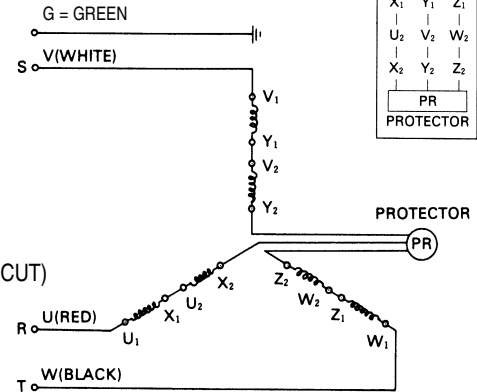 G = GREEN
V(WHITE)
S
V1
Y1
V2
Y2
PROTECTOR
PR
CUT)
X2
U2
X1
U1
U(RED)
R
Z2
W2
Z1
W1
W(BLACK)
T
X1 Y1 Z1
U2 V2 W2
X2 Y2 Z2
PR
PROTECTOR